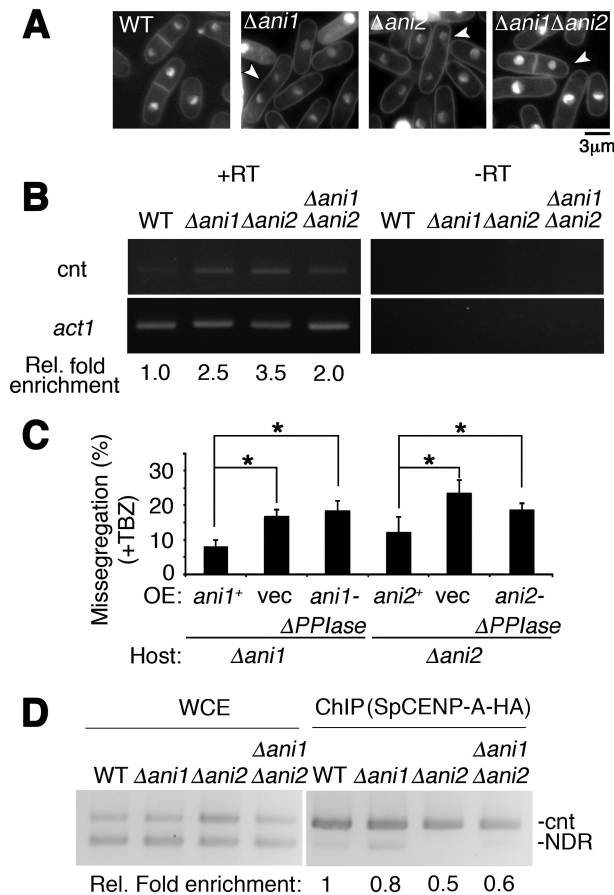 A
WT
Δani1
Δani2
Δani1Δani2
3μm
B
+RT
-RT
WT Δani1 Δani2 Δani1 Δani2
WT Δani1 Δani2 Δani1 Δani2
cnt
act1
Rel. fold enrichment 1.0 2.5 3.5 2.0
C
Missegregation (%) (+TBZ)
30
20
10
0
* * * *
OE: ani1⁺ vec ani1-ΔPPIase ani2⁺ vec ani2-ΔPPIase
Host: Δani1 Δani2
D
WCE
ChIP(SpCENP-A-HA)
WT Δani1 Δani2 Δani1 Δani2
WT Δani1 Δani2 Δani1 Δani2
-cnt
-NDR
Rel. Fold enrichment: 1 0.8 0.5 0.6